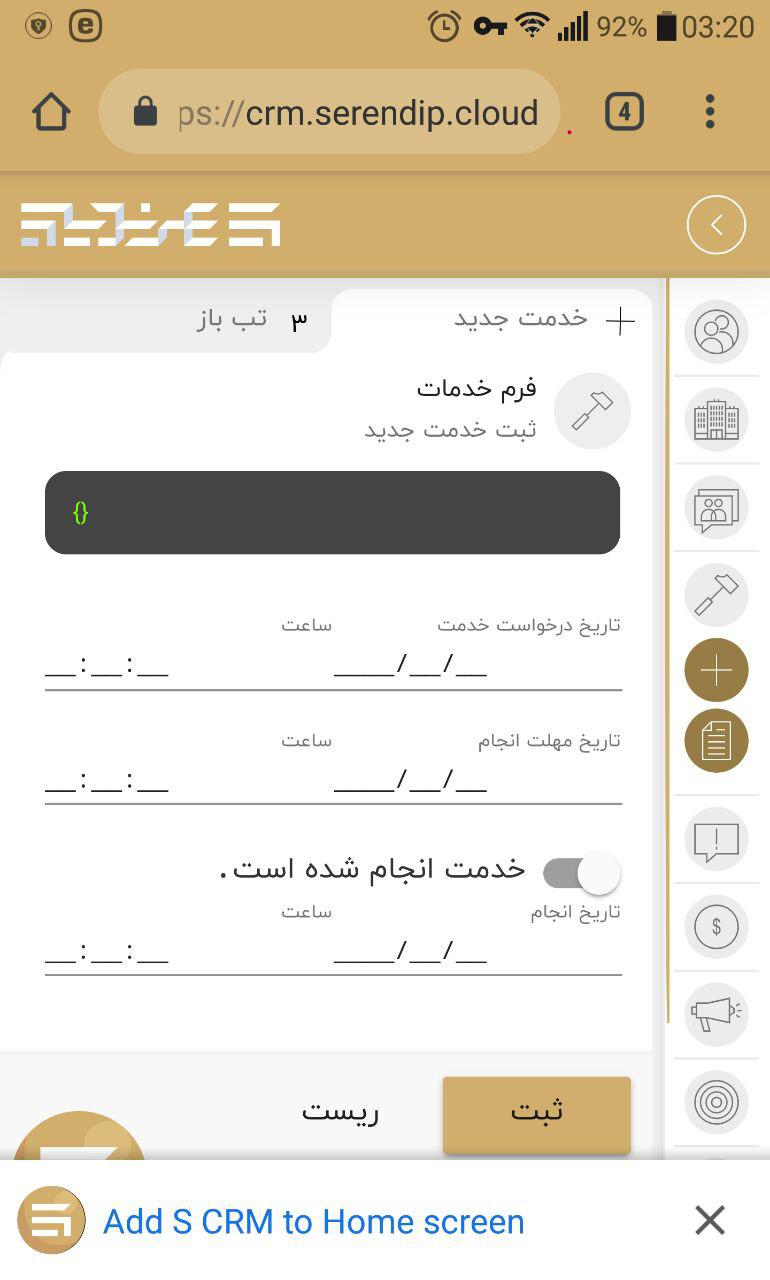 92% 03:20
ps://crm.serendip.cloud 4
خدمت جدید
۳ تب باز
فرم خدمات
ثبت خدمت جدید
{}
تاریخ درخواست خدمت ساعت
____/__/__ __:__:__
تاریخ مهلت انجام ساعت
____/__/__ __:__:__
خدمت انجام شده است.
تاریخ انجام ساعت
____/__/__ __:__:__
ثبت ریست
Add S CRM to Home screen